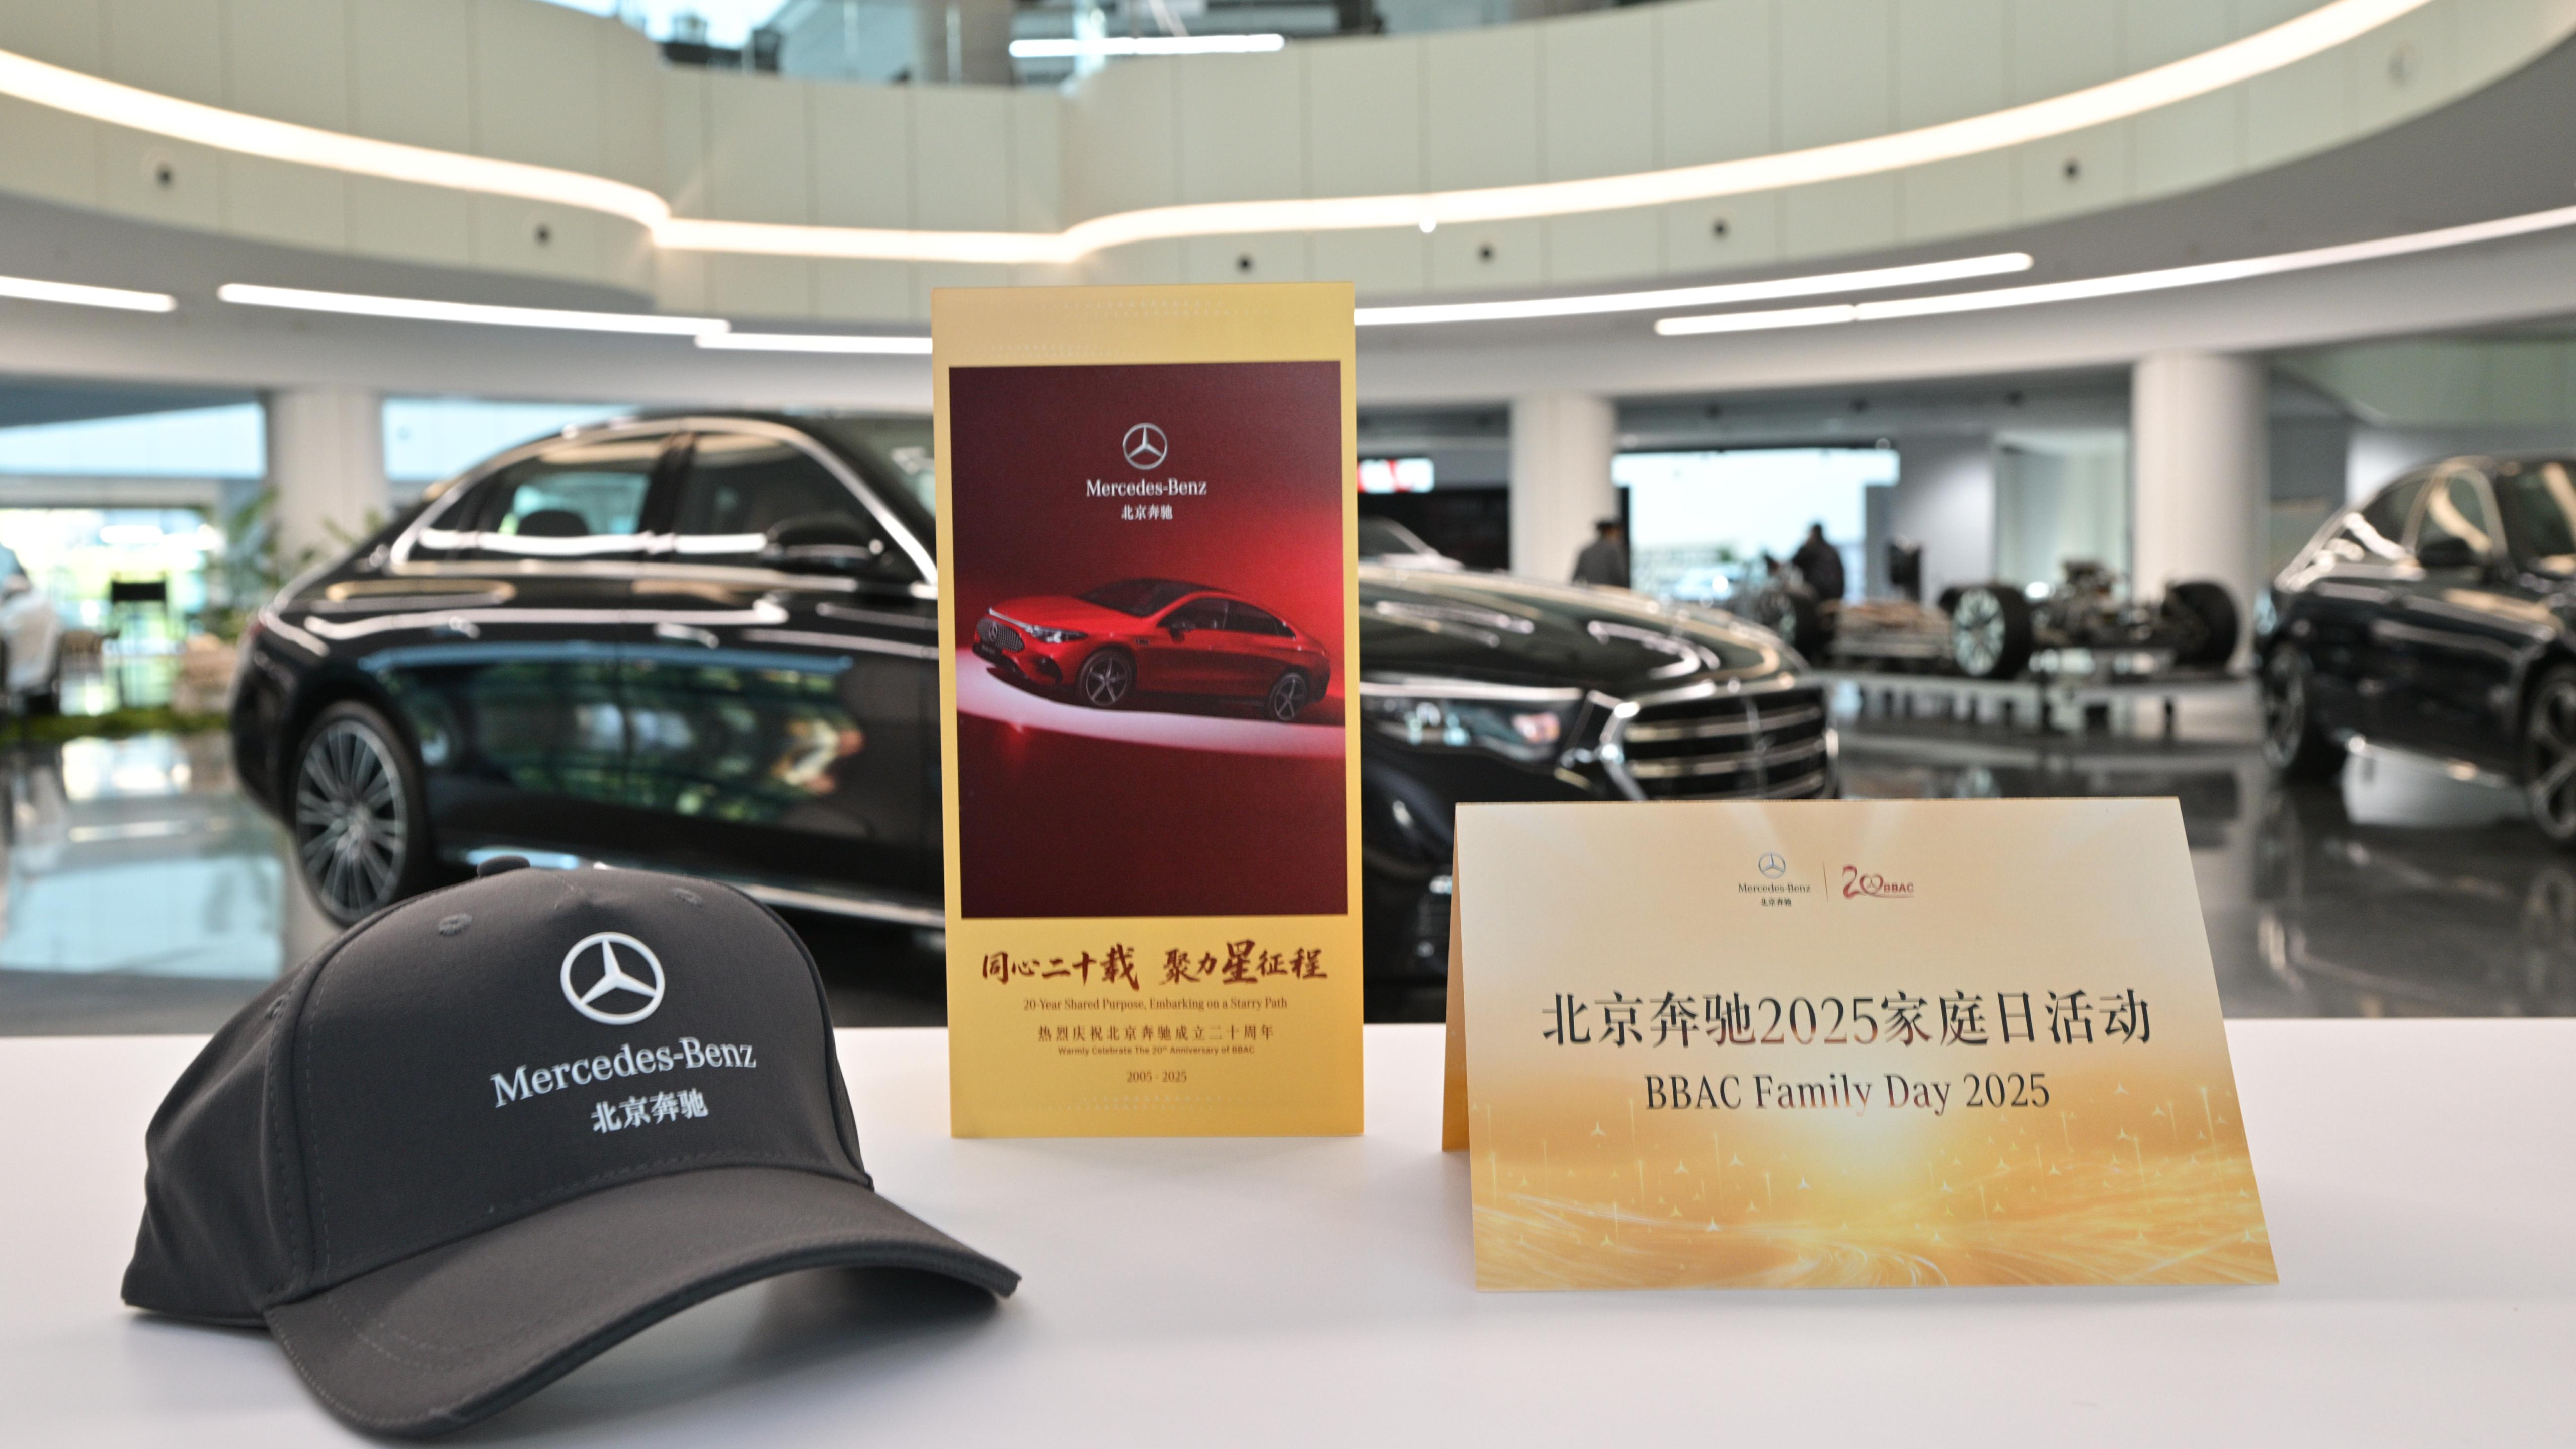 Mercedes-Benz
北京奔驰
Mercedes-Benz
北京奔驰
同心二十载 聚力星征程
20-Year Shared Purpose, Embarking on a Starry Path
热烈庆祝北京奔驰成立二十周年
Warmly Celebrate The 20th Anniversary of BBAC
2005 - 2025
Mercedes-Benz
北京奔驰
20 BBAC
北京奔驰2025家庭日活动
BBAC Family Day 2025